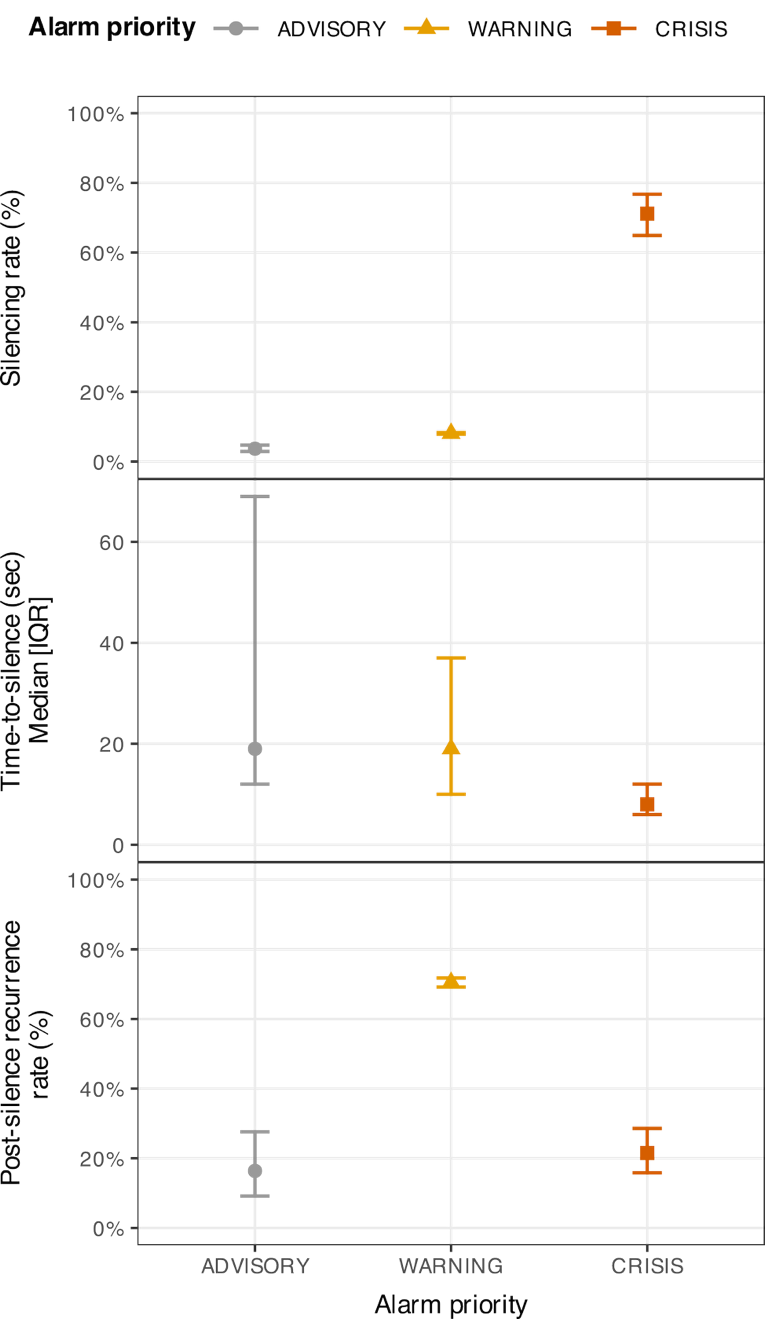 Alarm priority ADVISORY WARNING CRISIS
Silencing rate (%)
100%
80%
60%
40%
20%
0%
Time-to-silence (sec)
Median [IQR]
60
40
20
0
Post-silence recurrence
rate (%)
100%
80%
60%
40%
20%
0%
ADVISORY WARNING CRISIS
Alarm priority